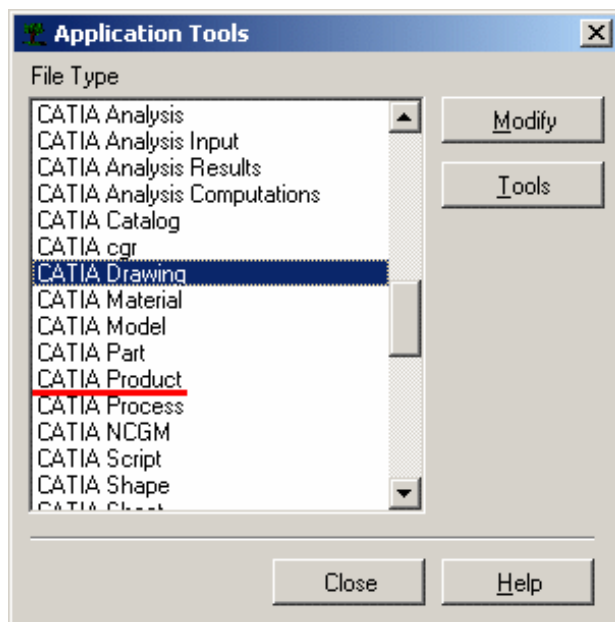 Application Tools
File Type
CATIA Analysis
CATIA Analysis Input
CATIA Analysis Results
CATIA Analysis Computations
CATIA Catalog
CATIA cgr
CATIA Drawing
CATIA Material
CATIA Model
CATIA Part
CATIA Product
CATIA Process
CATIA NCGM
CATIA Script
CATIA Shape
CATIA Sheet
Modify
Tools
Close
Help